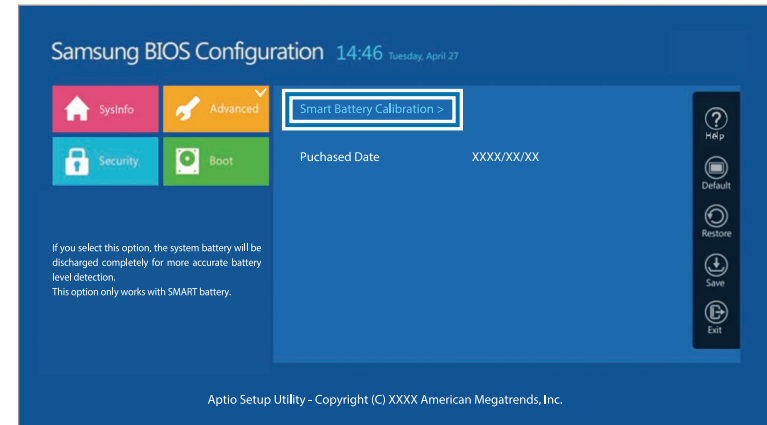 Samsung BIOS Configuration 14:46 Tuesday, April 27
SysInfo
Advanced
Security
Boot
If you select this option, the system battery will be
discharged completely for more accurate battery
level detection.
This option only works with SMART battery.
Smart Battery Calibration >
Puchased Date XXXX/XX/XX
Help
Default
Restore
Save
Exit
Aptio Setup Utility - Copyright (C) XXXX American Megatrends, Inc.